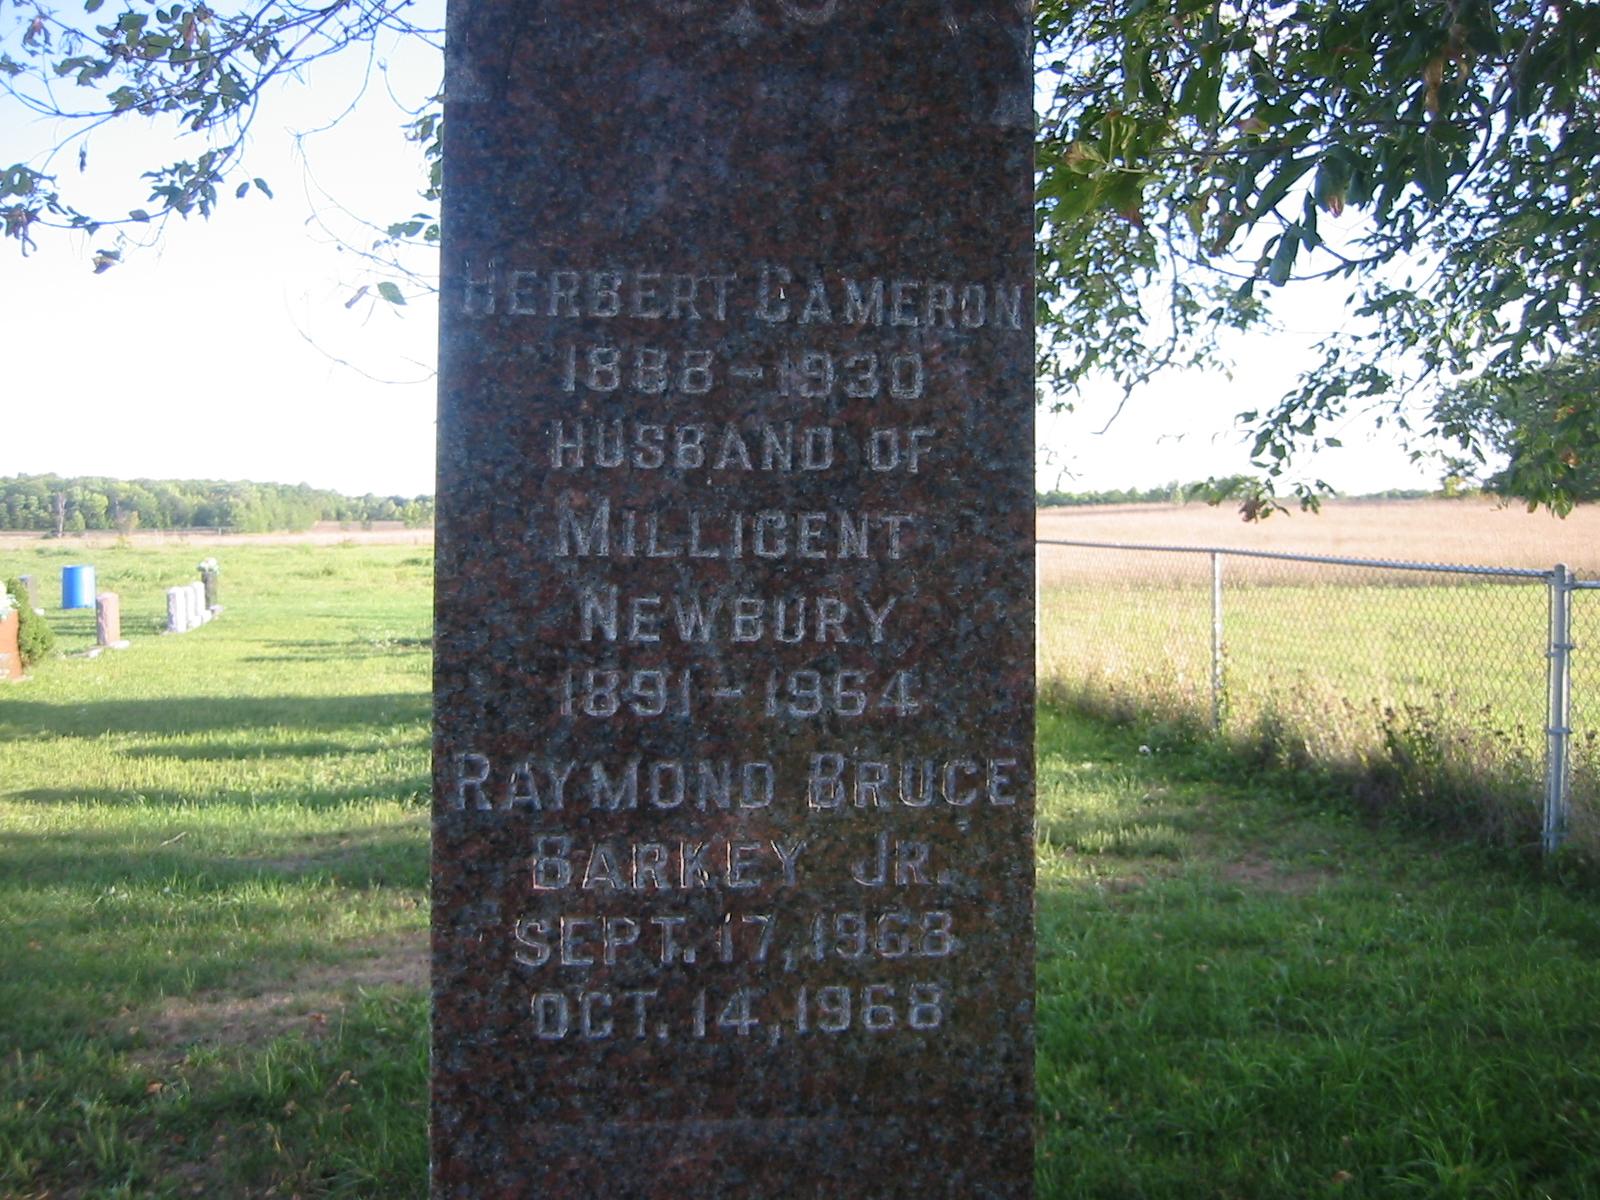 HERBERT CAMERON
1888-1930
HUSBAND OF
MILLICENT
NEWBURY
1891-1964
RAYMOND BRUCE
BARKEY JR.
SEPT. 17, 1968
OCT. 14, 1968